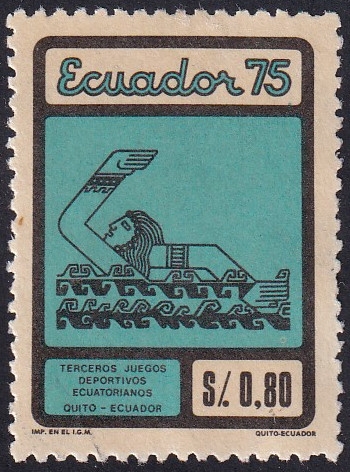 Ecuador 75
TERCEROS JUEGOS
DEPORTIVOS
ECUATORIANOS
QUITO - ECUADOR
S/. 0,80
IMP. EN EL I.G.M.
QUITO-ECUADOR